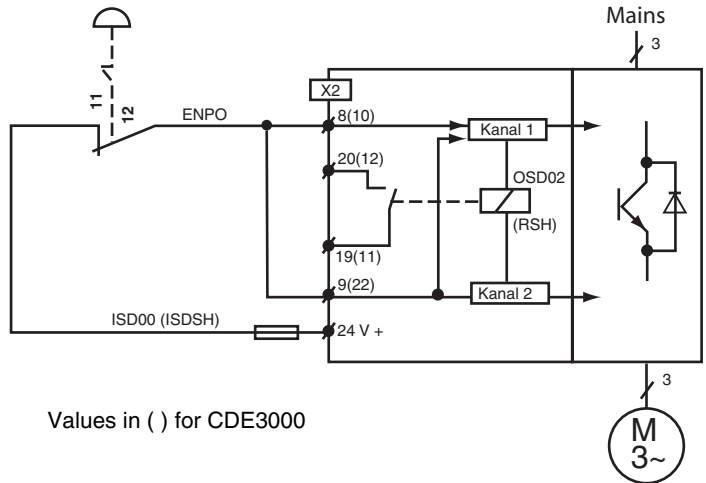 Mains
3
X2
11
12
ENPO
8(10)
Kanal 1
20(12)
OSD02
(RSH)
19(11)
9(22)
Kanal 2
ISD00 (ISDSH)
24 V +
3
Values in ( ) for CDE3000
M
3~